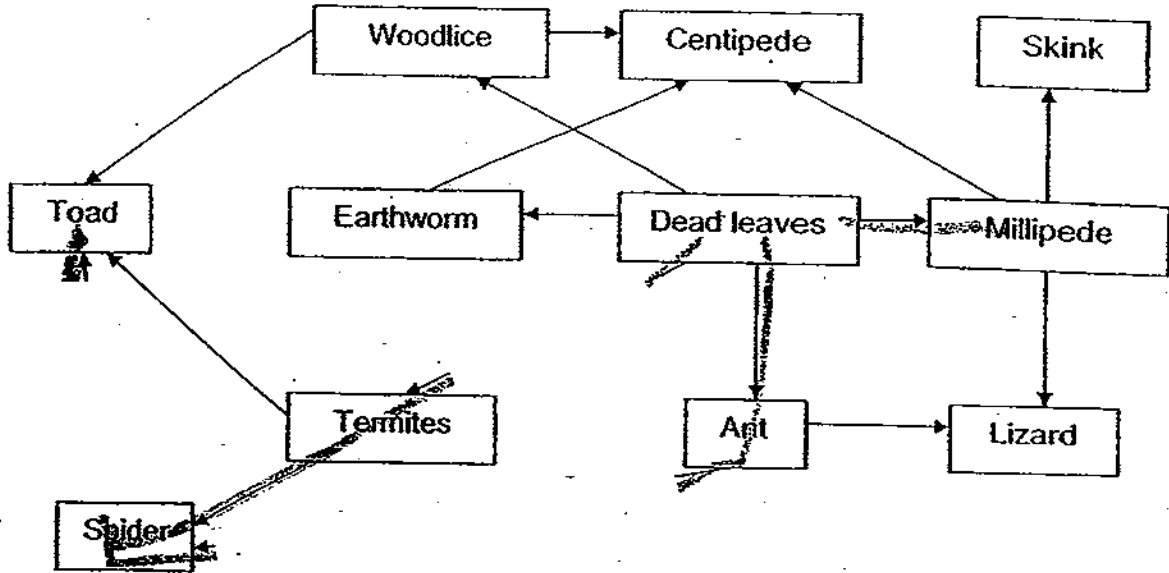 Woodlice
Centipede
Skink
Toad
Earthworm
Dead leaves
Millipede
Termites
Ant
Lizard
Spider